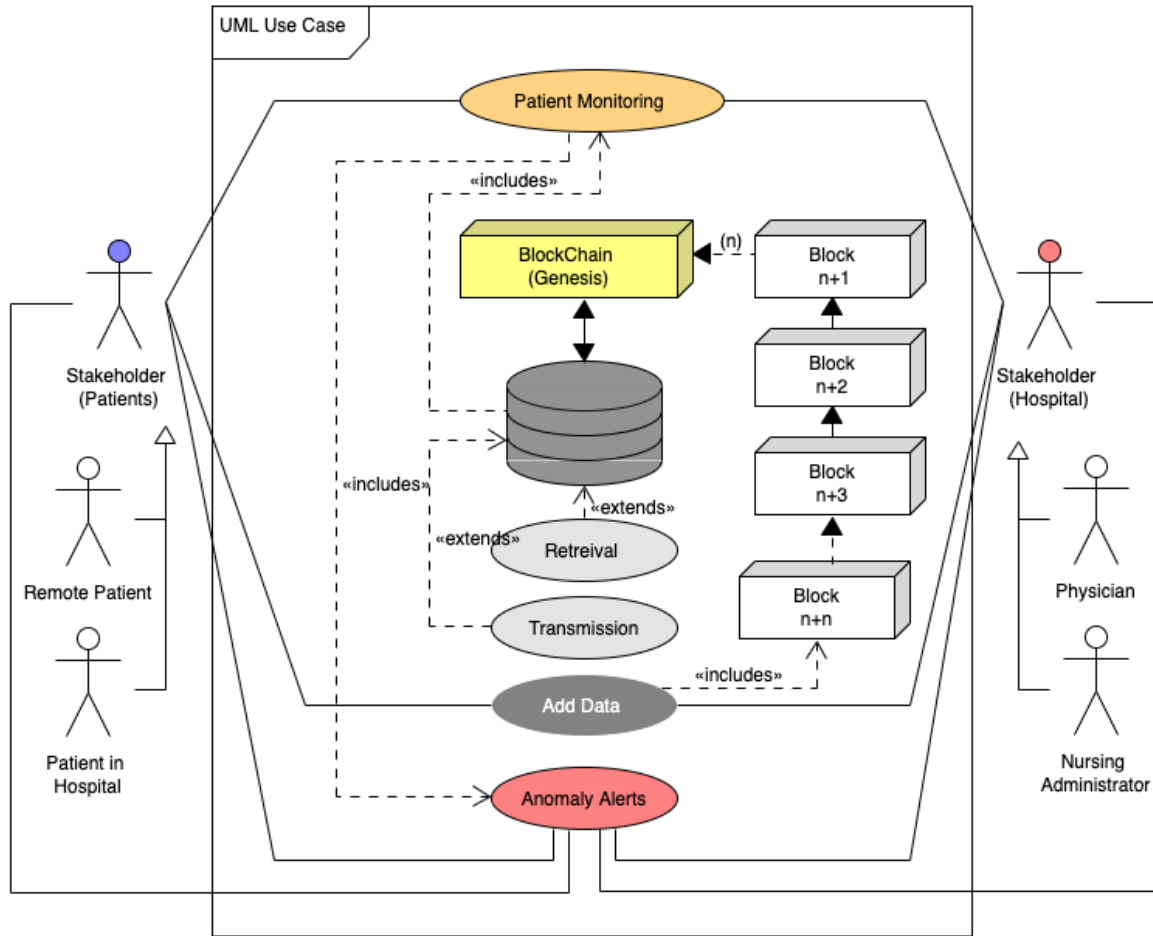 UML Use Case
Patient Monitoring
«includes»
BlockChain
(Genesis)
(n)
Block
n+1
Stakeholder
(Patients)
Block
n+2
Stakeholder
(Hospital)
Block
n+3
«includes»
«extends»
«extends»
Retreival
Remote Patient
Block
n+n
Physician
Transmission
«includes»
Add Data
Patient in
Hospital
Anomaly Alerts
Nursing
Administrator